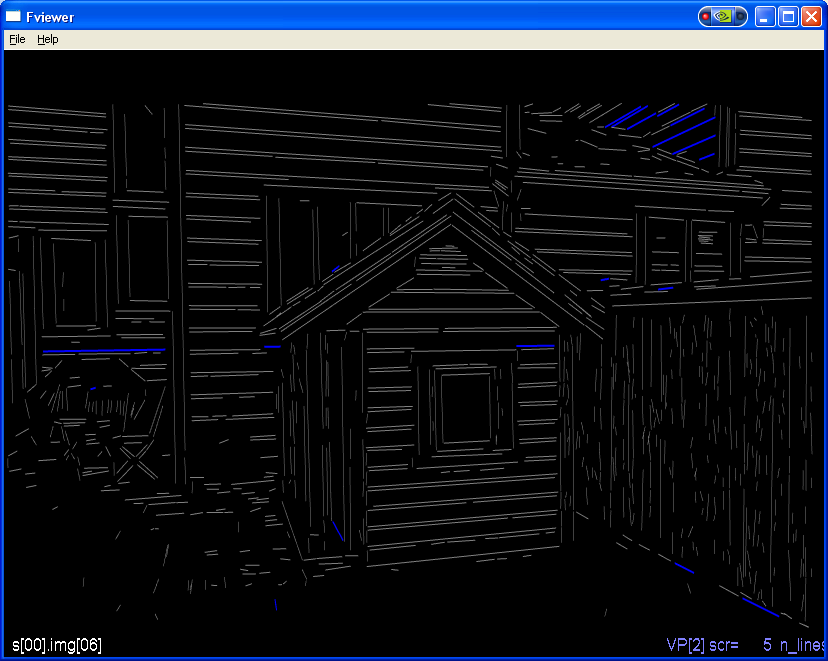 Fviewer
File Help
s[00].img[06]
VP[2] scr= 5 n_lines